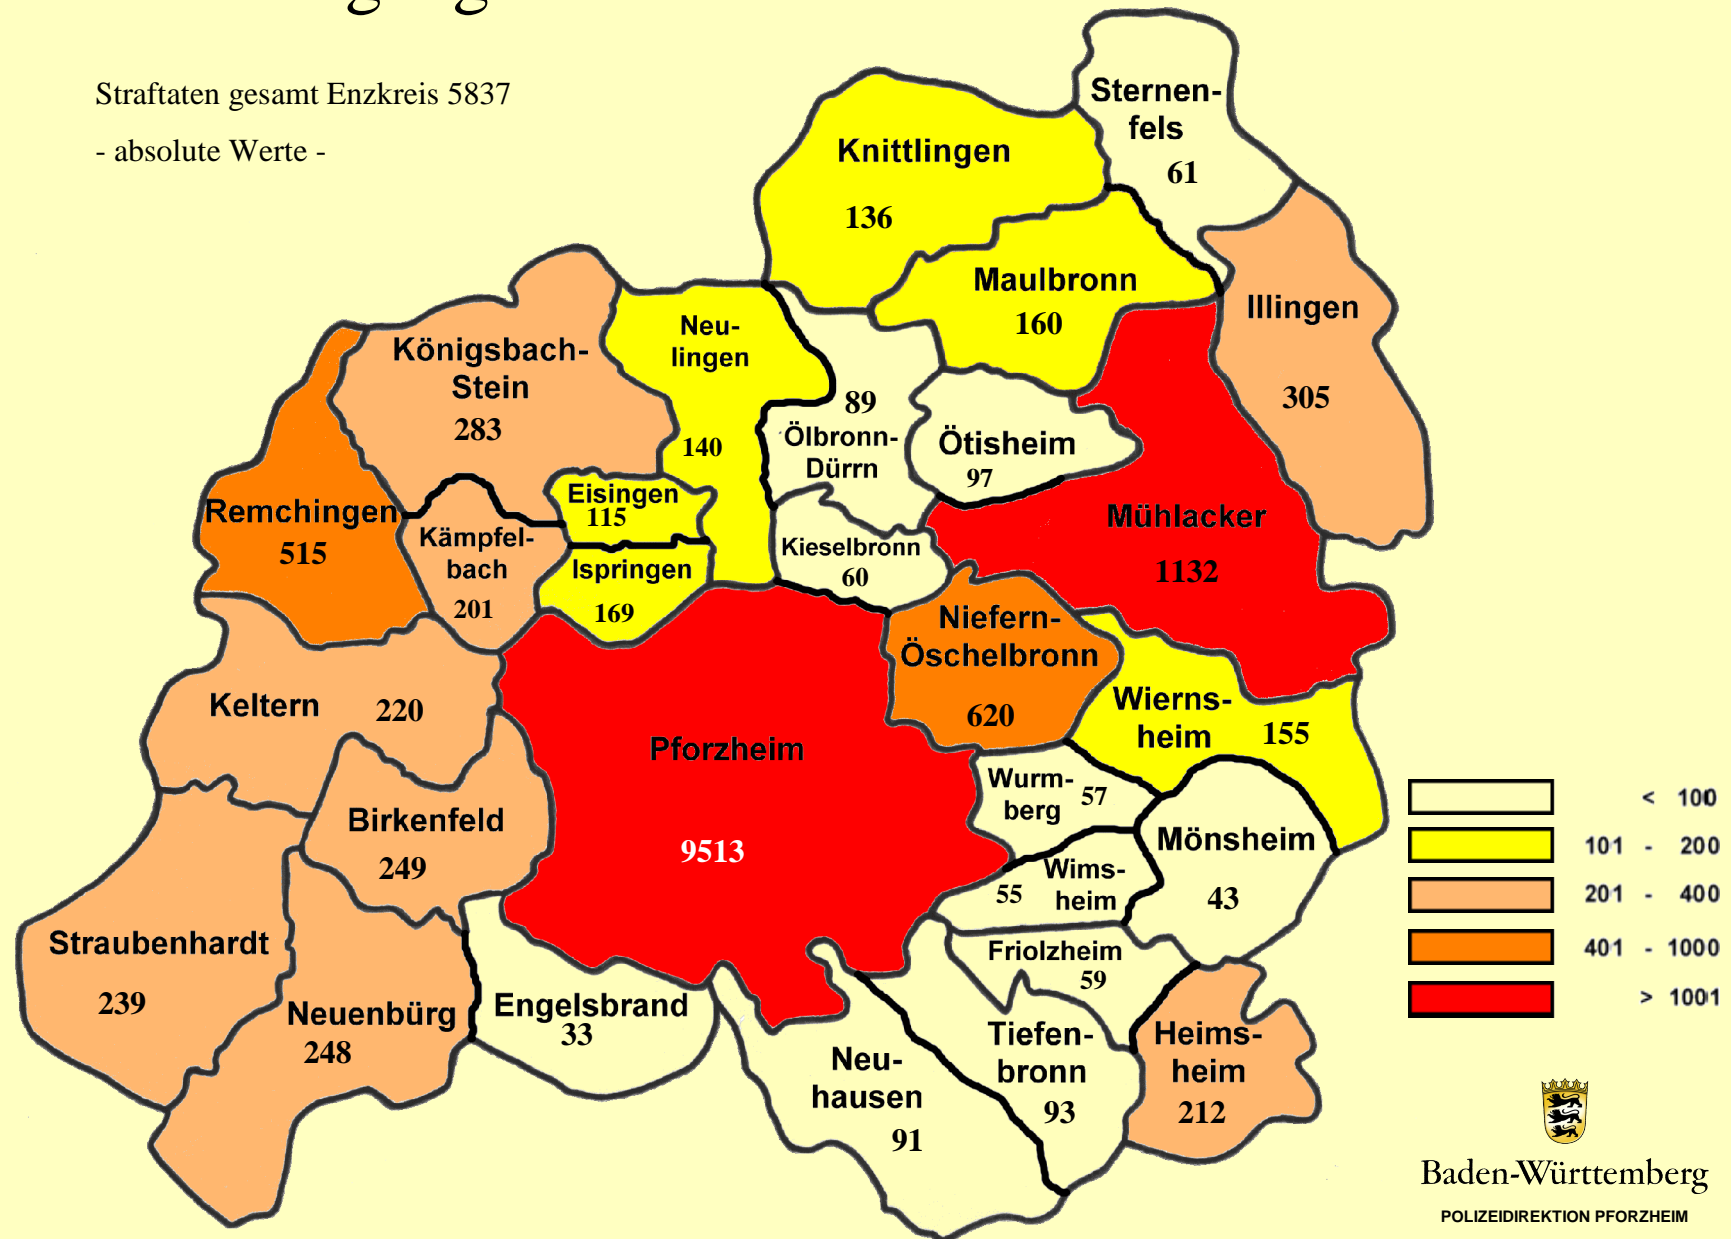 Straftaten gesamt Enzkreis 5837
- absolute Werte -
Sternen-
fels
61
Knittlingen
136
Maulbronn
160
Illingen
305
Neu-
lingen
140
Königsbach-
Stein
283
89
Ölbronn-
Dürrn
Ötisheim
97
Remchingen
515
Eisingen
115
Kämpfel-
bach
201
Ispringen
169
Kieselbronn
60
Mühlacker
1132
Niefern-
Öschelbronn
620
Keltern 220
Wierns-
heim 155
Pforzheim
9513
Wurm-
berg 57
Birkenfeld
249
Mönsheim
43
Wims-
55 heim
Straubenhardt
239
Friolzheim
59
Neuenbürg
248
Engelsbrand
33
Tiefen-
bronn
93
Heims-
heim
212
Neu-
hausen
91
< 100
101 - 200
201 - 400
401 - 1000
> 1001
Baden-Württemberg
POLIZEIDIREKTION PFORZHEIM